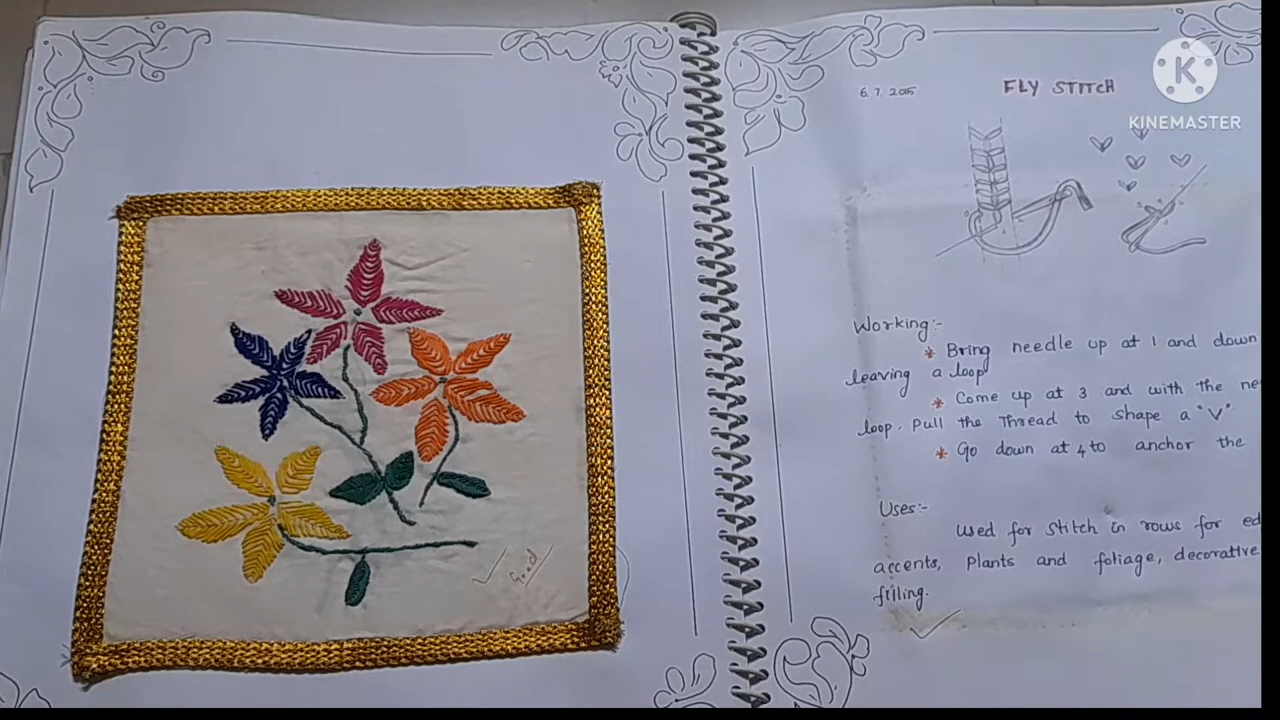 6.7.2015
FLY STITCH
KINEMASTER
Working:-
* Bring needle up at 1 and down
leaving a loop
* Come up at 3 and with the ne
loop. Pull the Thread to shape a "V"
* Go down at 4 to anchor the
Uses:-
Used for stitch in rows for ed
accents, Plants and foliage, decorative
filling.
Good